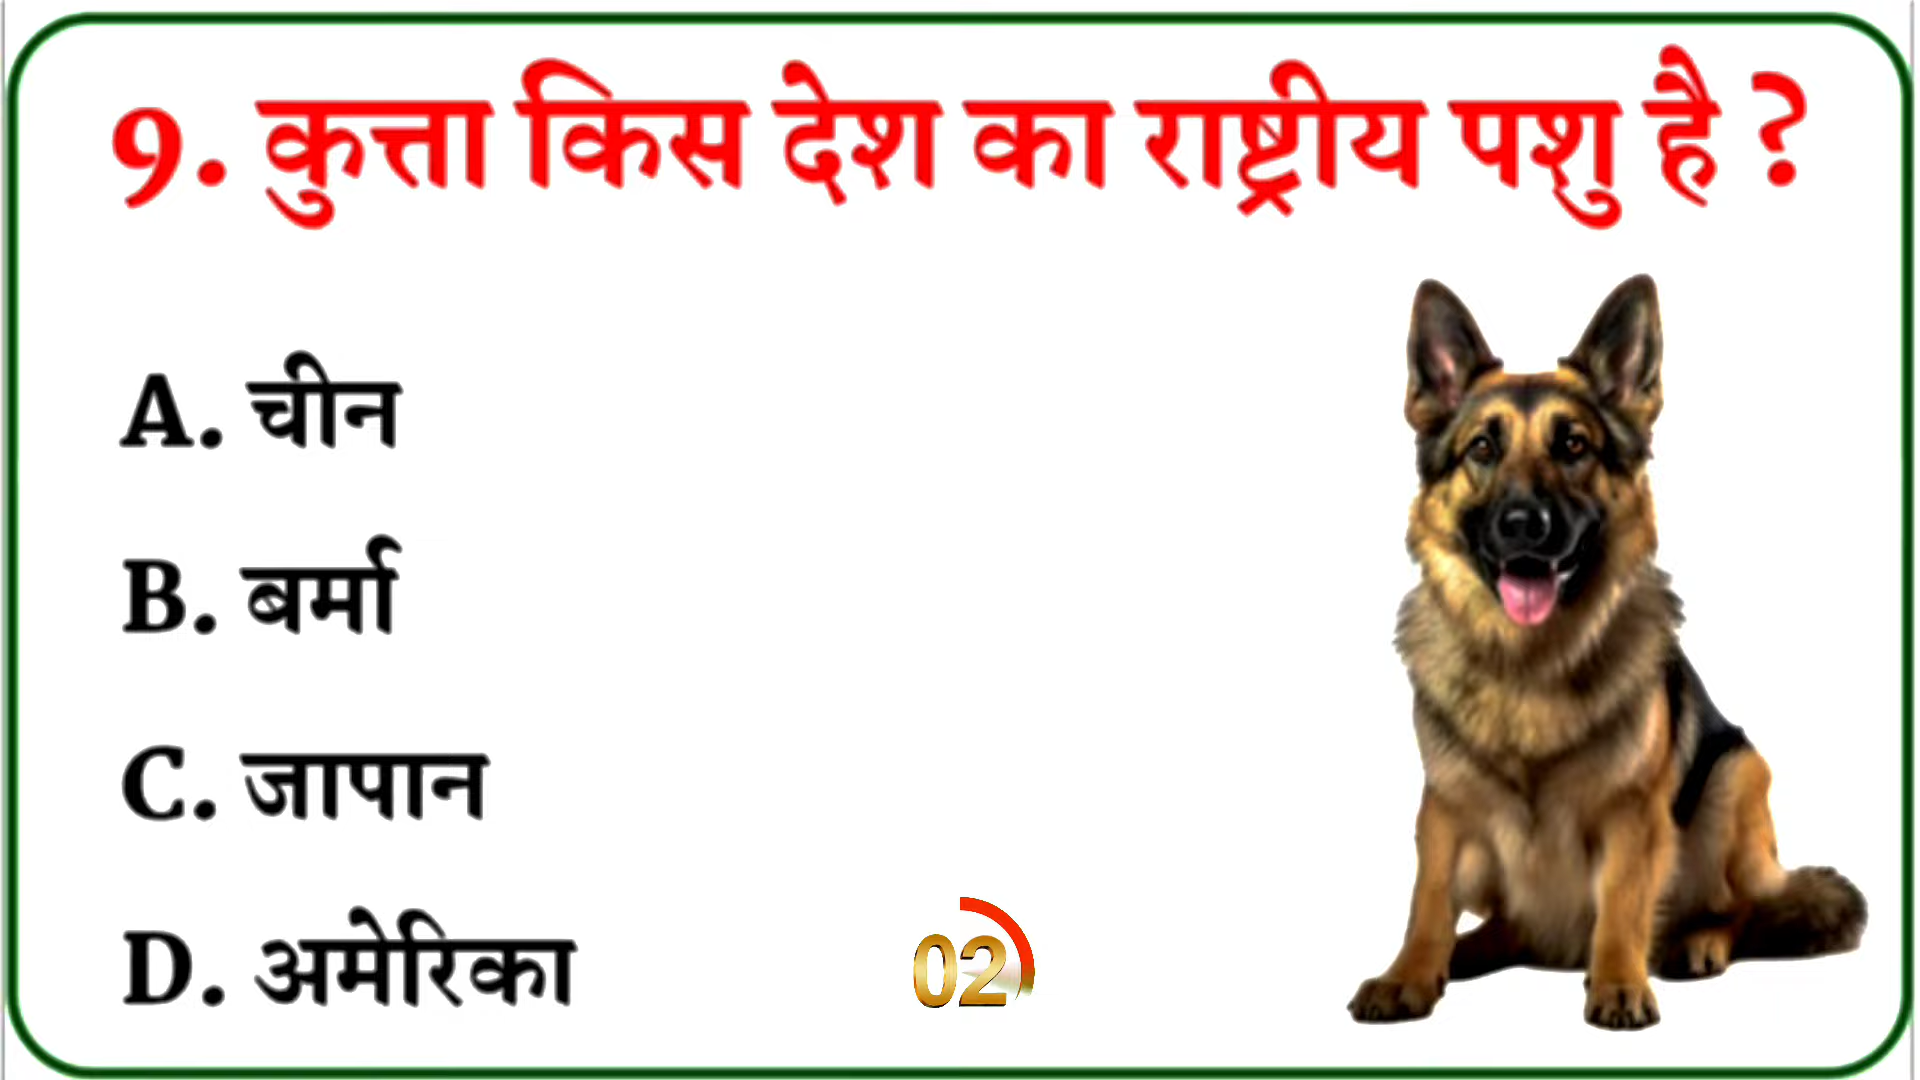 9. कुत्ता किस देश का राष्ट्रीय पशु है ?
A. चीन
B. बर्मा
C. जापान
D. अमेरिका
02